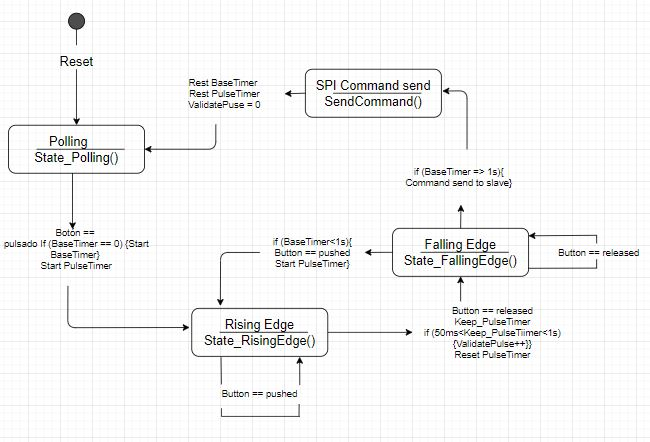 Reset
Rest BaseTimer
Rest PulseTimer
ValidatePuse = 0
SPI Command send
SendCommand()
Polling
State_Polling()
if (BaseTimer => 1s){
Command send to slave}
Boton ==
pulsado If (BaseTimer == 0) {Start
BaseTimer}
Start PulseTimer
if (BaseTimer<1s){
Button == pushed
Start PulseTimer}
Falling Edge
State_FallingEdge()
Button == released
Rising Edge
State_RisingEdge()
Button == released
Keep_PulseTimer
if (50ms<Keep_PulseTiimer<1s)
{ValidatePulse++}}
Reset PulseTimer
Button == pushed